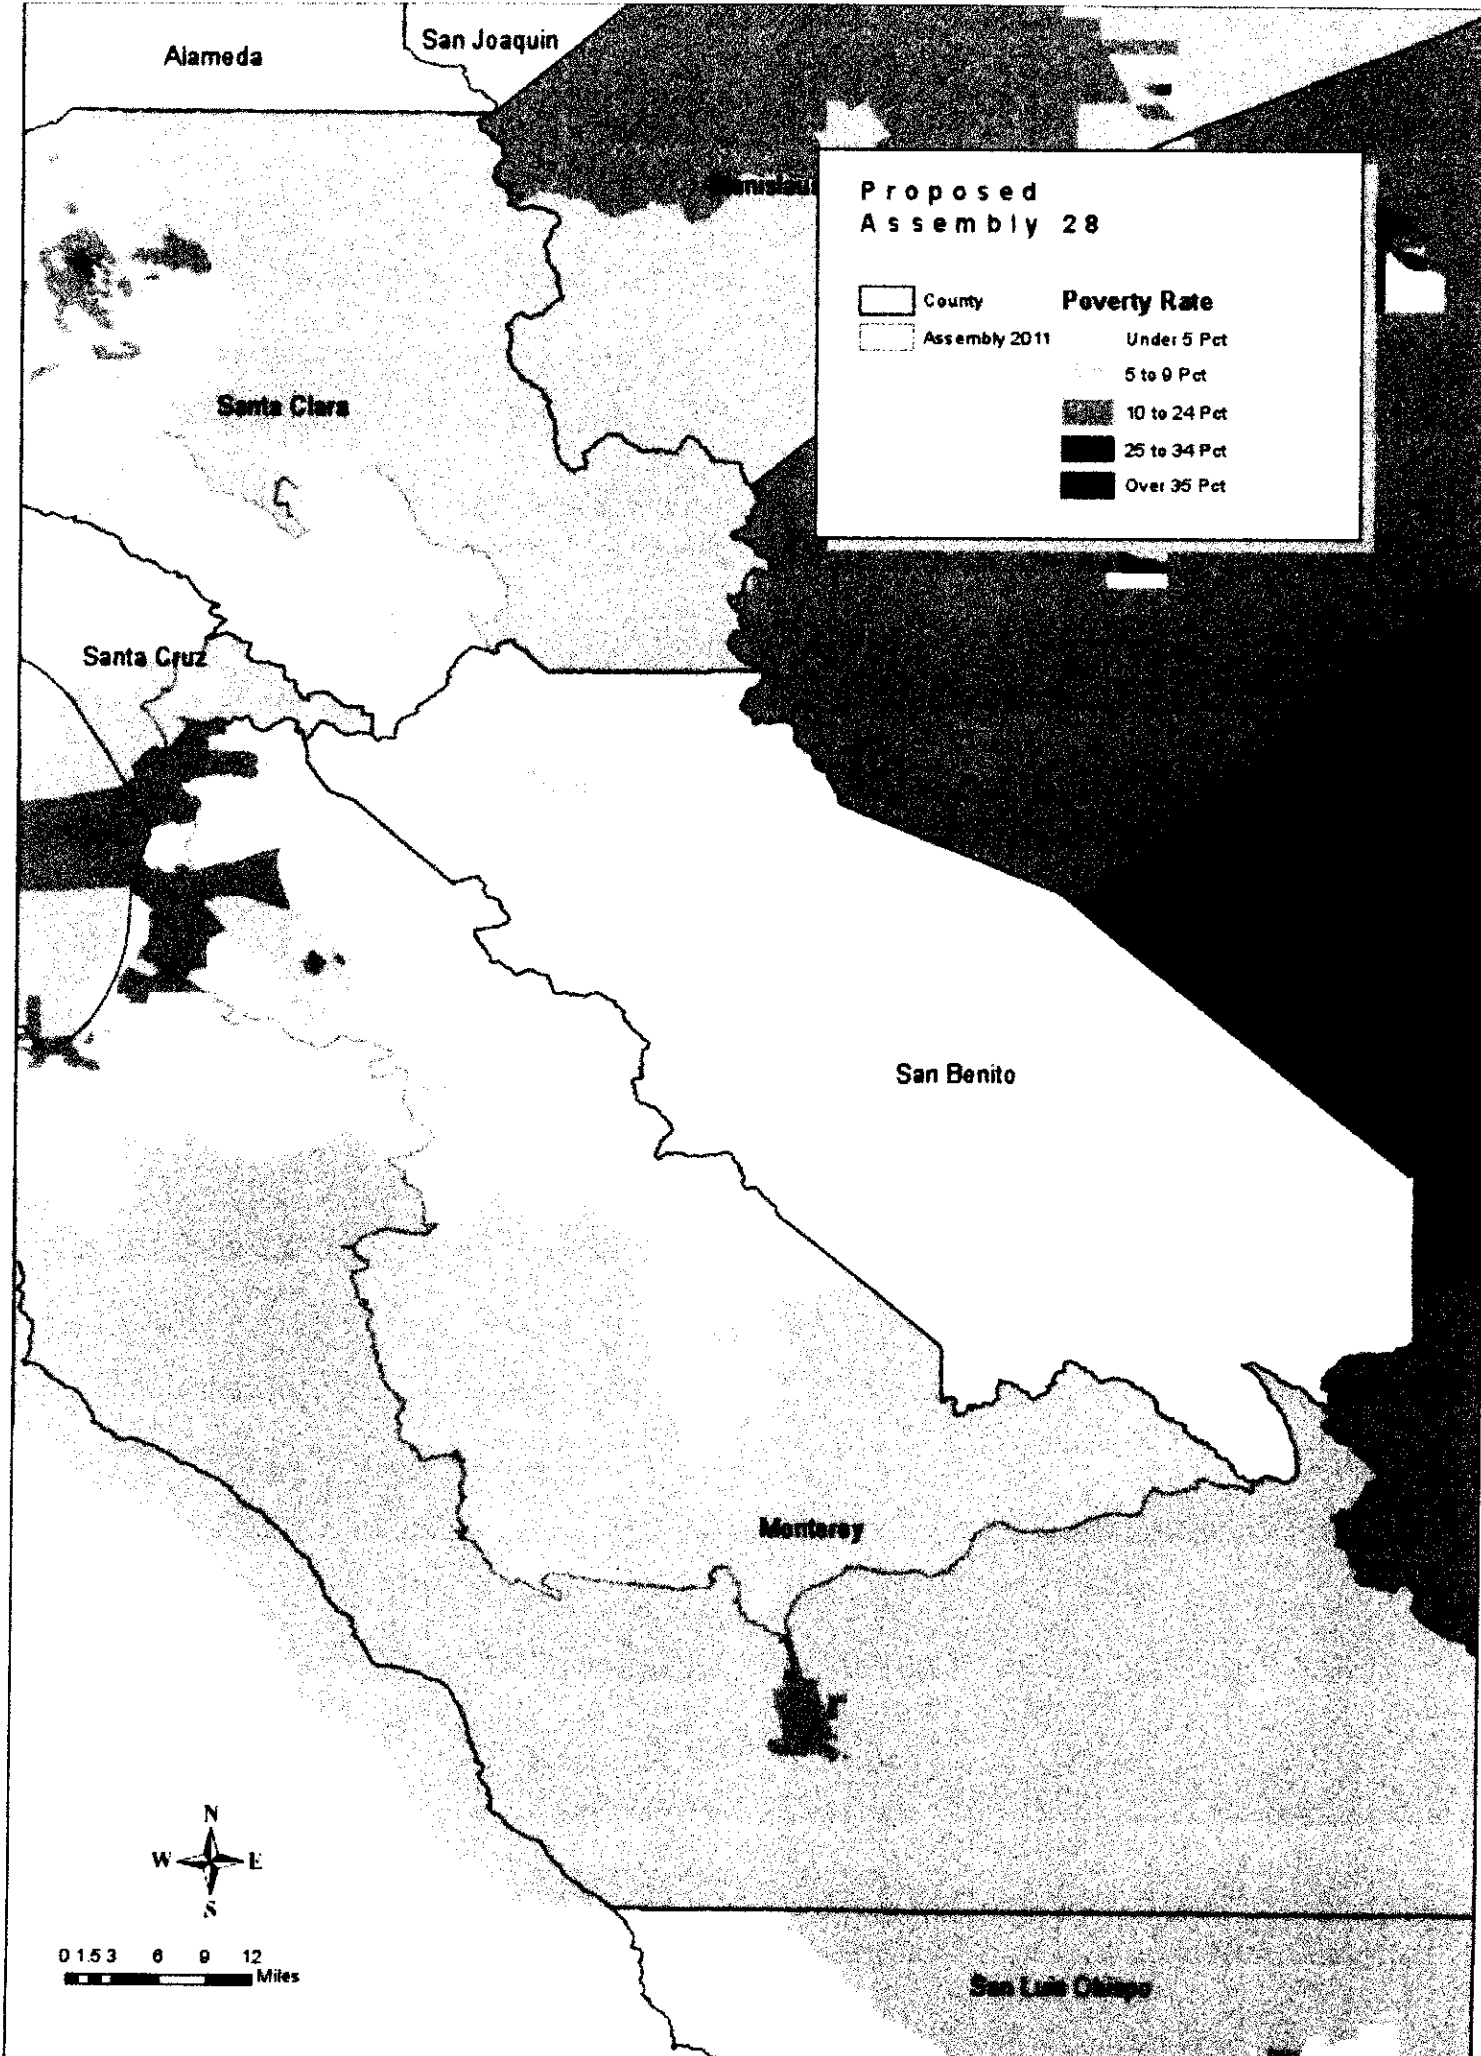 Alameda
San Joaquin
Stanislaus
Proposed
Assembly 28
County
Assembly 2011
Poverty Rate
Under 5 Pct
5 to 9 Pct
10 to 24 Pct
25 to 34 Pct
Over 35 Pct
Santa Clara
Santa Cruz
San Benito
Monterey
N
W E
S
0 1.5 3 6 9 12
Miles
San Luis Obispo